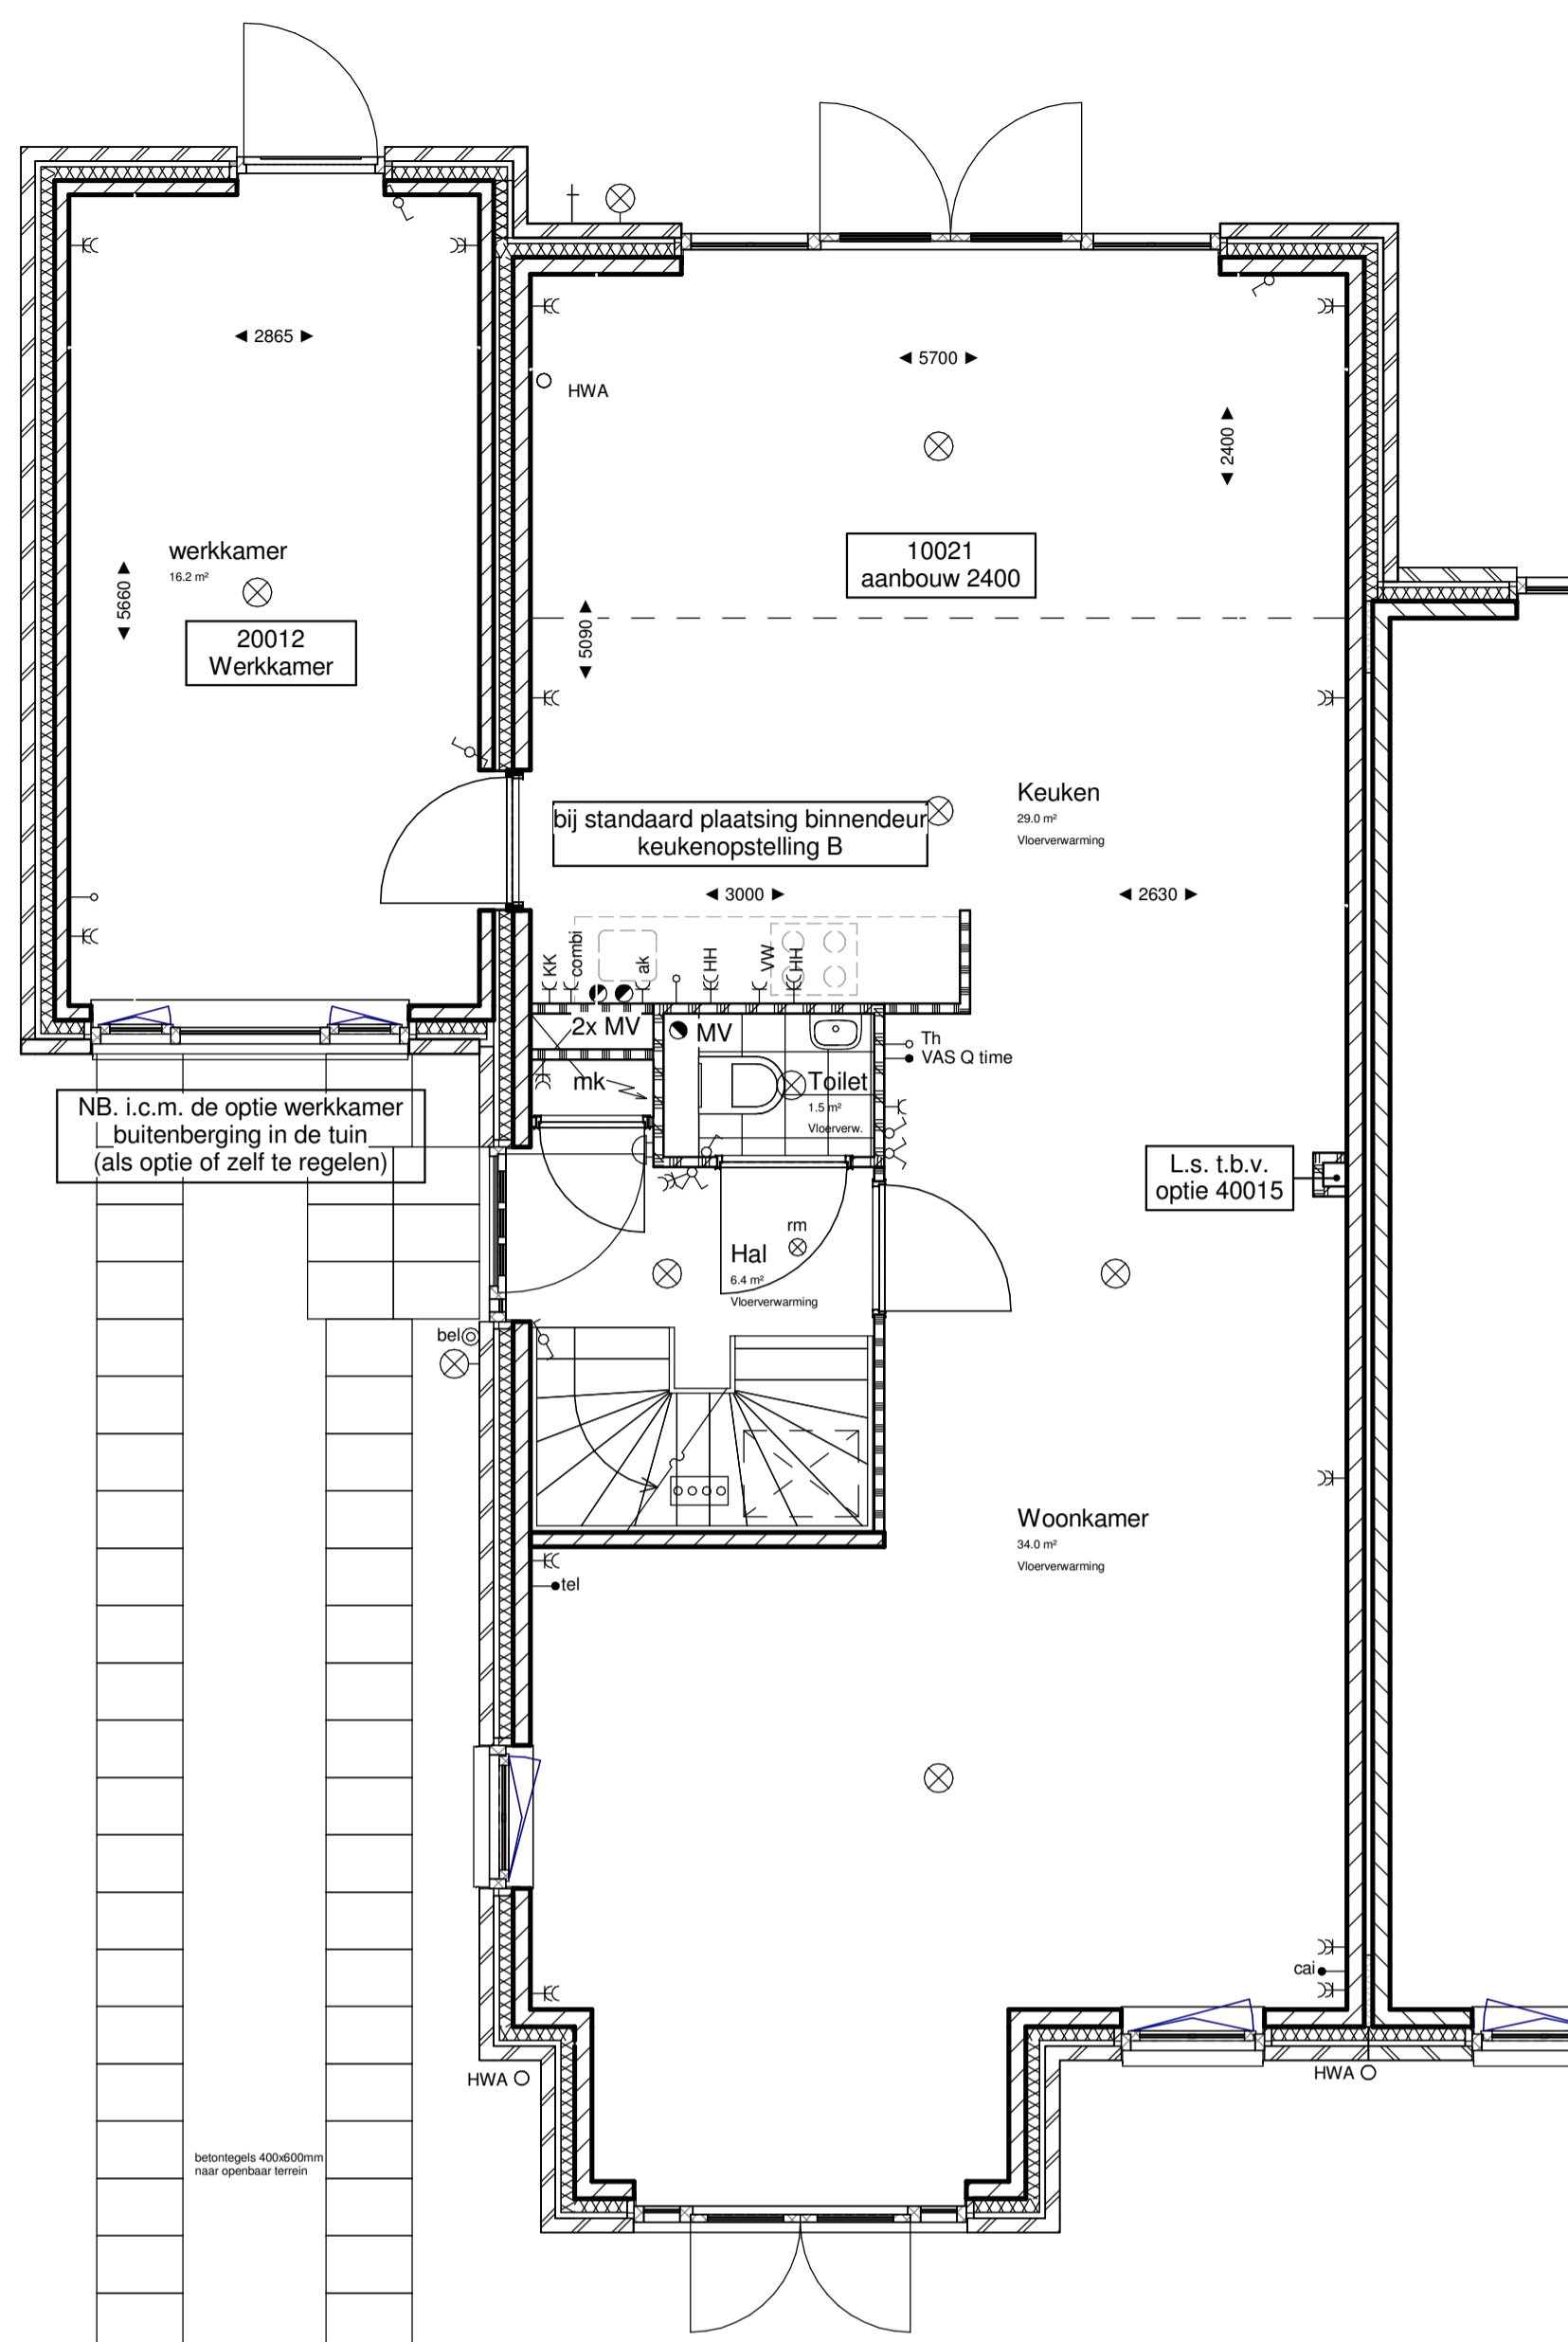 ◄ 2865 ►
◄ 5700 ►
HWA
◄ 2400 ►
werkkamer
16.2 m²
◄ 5660 ►
20012
Werkkamer
10021
aanbouw 2400
◄ 5090 ►
Keuken
29.0 m²
Vloerverwarming
bij standaard plaatsing binnendeur
keukenopstelling B
◄ 3000 ►
◄ 2630 ►
KK
combi
ak
HH
VW
HH
2x MV
MV
Th
VAS Q time
mk
Toilet
1.5 m²
Vloerverw.
NB. i.c.m. de optie werkkamer
buitenberging in de tuin
(als optie of zelf te regelen)
L.s. t.b.v.
optie 40015
rm
Hal
6.4 m²
Vloerverwarming
bel
Woonkamer
34.0 m²
Vloerverwarming
tel
cai
HWA
HWA
betontegels 400x600mm
naar openbaar terrein